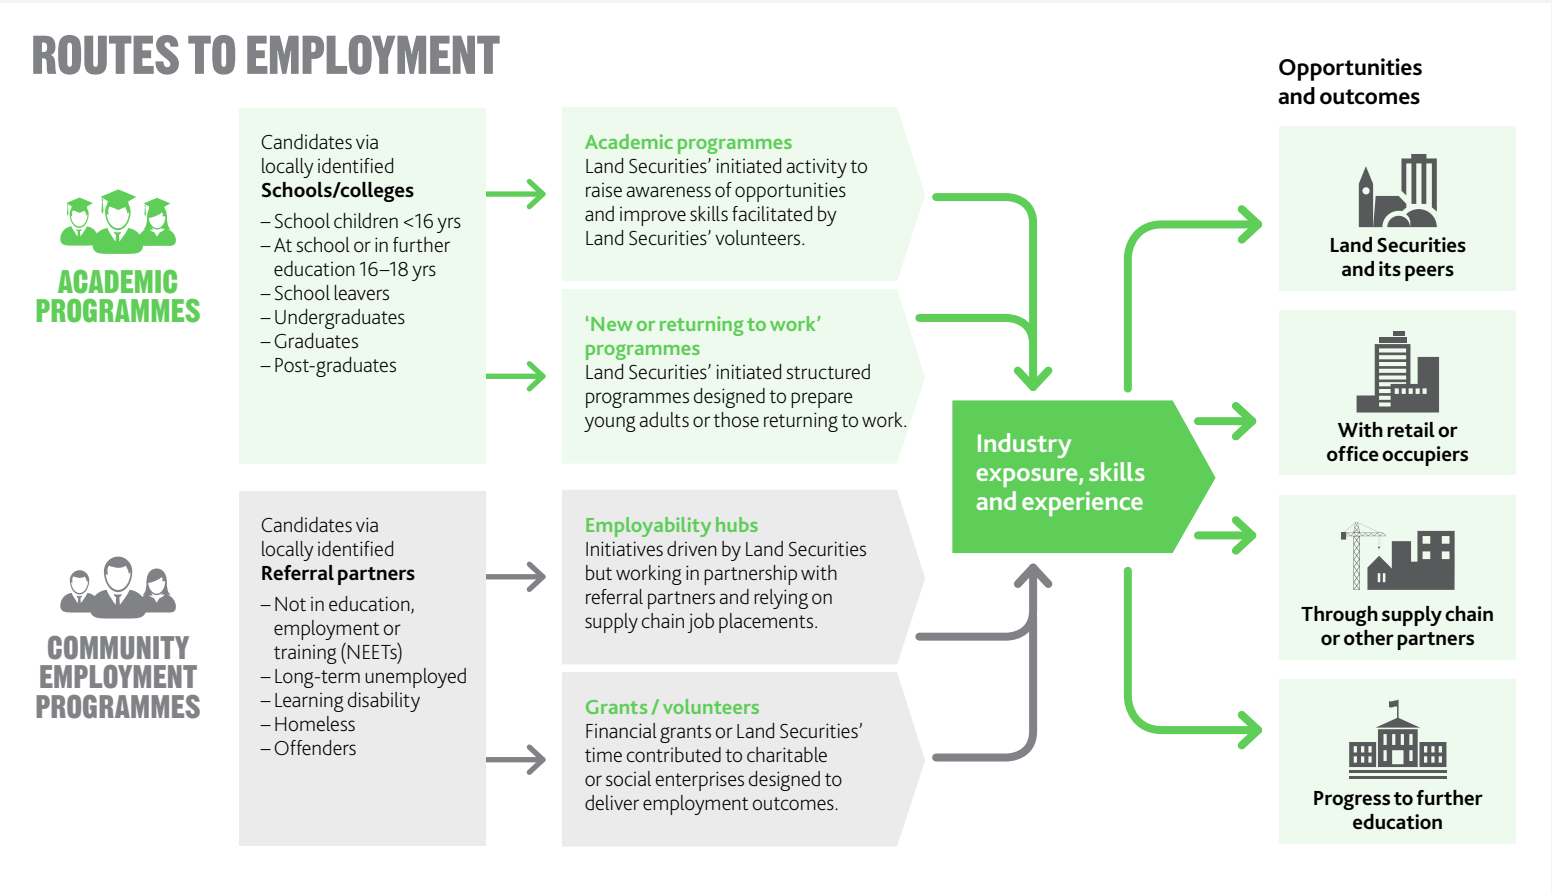 ROUTES TO EMPLOYMENT
ACADEMIC
PROGRAMMES
Candidates via
locally identified
Schools/colleges
– School children <16 yrs
– At school or in further
education 16–18 yrs
– School leavers
– Undergraduates
– Graduates
– Post-graduates
Academic programmes
Land Securities’ initiated activity to
raise awareness of opportunities
and improve skills facilitated by
Land Securities’ volunteers.
‘New or returning to work’
programmes
Land Securities’ initiated structured
programmes designed to prepare
young adults or those returning to work.
COMMUNITY
EMPLOYMENT
PROGRAMMES
Candidates via
locally identified
Referral partners
– Not in education,
employment or
training (NEETs)
– Long-term unemployed
– Learning disability
– Homeless
– Offenders
Employability hubs
Initiatives driven by Land Securities
but working in partnership with
referral partners and relying on
supply chain job placements.
Grants / volunteers
Financial grants or Land Securities’
time contributed to charitable
or social enterprises designed to
deliver employment outcomes.
Industry
exposure, skills
and experience
Opportunities
and outcomes
Land Securities
and its peers
With retail or
office occupiers
Through supply chain
or other partners
Progress to further
education